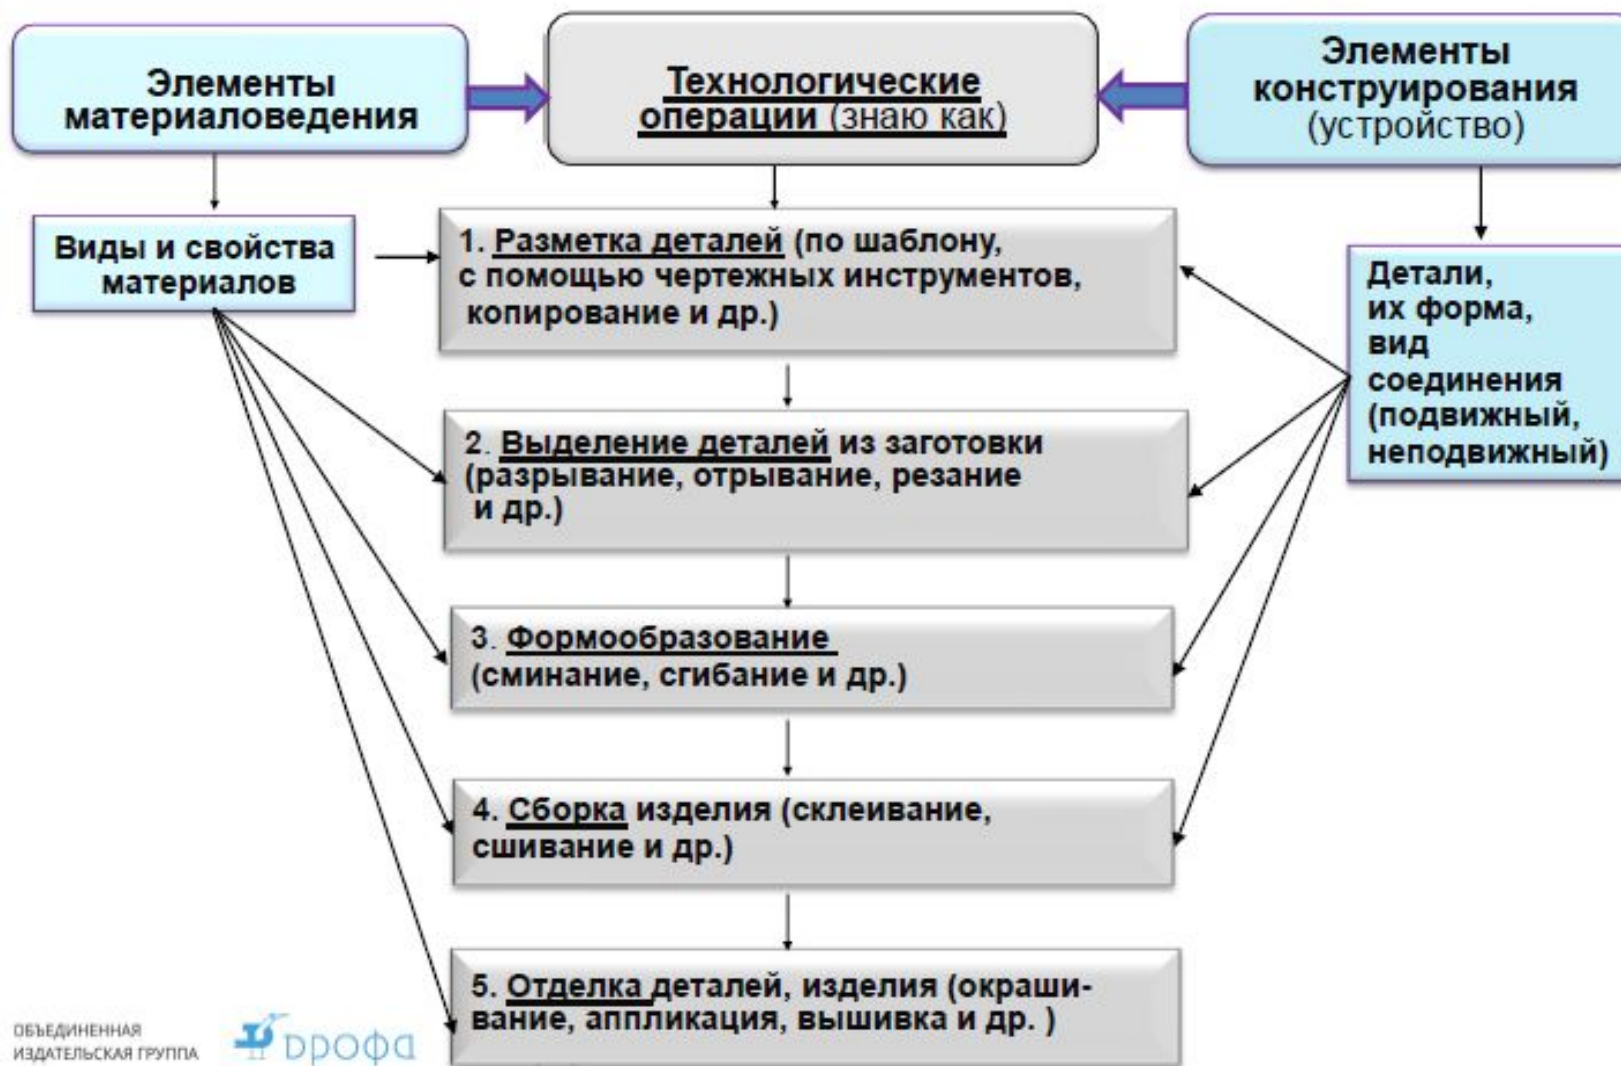 Элементы
материаловедения
Технологические
операции (знаю как)
Элементы
конструирования
(устройство)
Виды и свойства
материалов
1. Разметка деталей (по шаблону,
с помощью чертежных инструментов,
копирование и др.)
Детали,
их форма,
вид
соединения
(подвижный,
неподвижный)
2. Выделение деталей из заготовки
(разрывание, отрывание, резание
и др.)
3. Формообразование
(сминание, сгибание и др.)
4. Сборка изделия (склеивание,
сшивание и др.)
5. Отделка деталей, изделия (окраши-
вание, аппликация, вышивка и др. )
ОБЪЕДИНЕННАЯ
ИЗДАТЕЛЬСКАЯ ГРУППА
дрофа